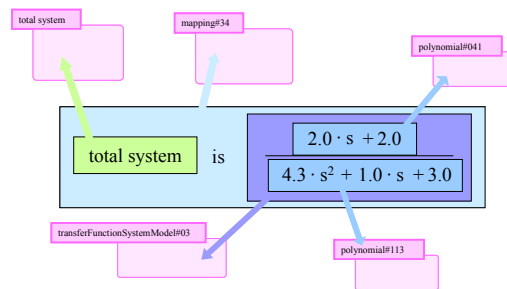 total system
mapping#34
polynomial#041
total system is
2.0 · s + 2.0
4.3 · s² + 1.0 · s + 3.0
transferFunctionSystemModel#03
polynomial#113